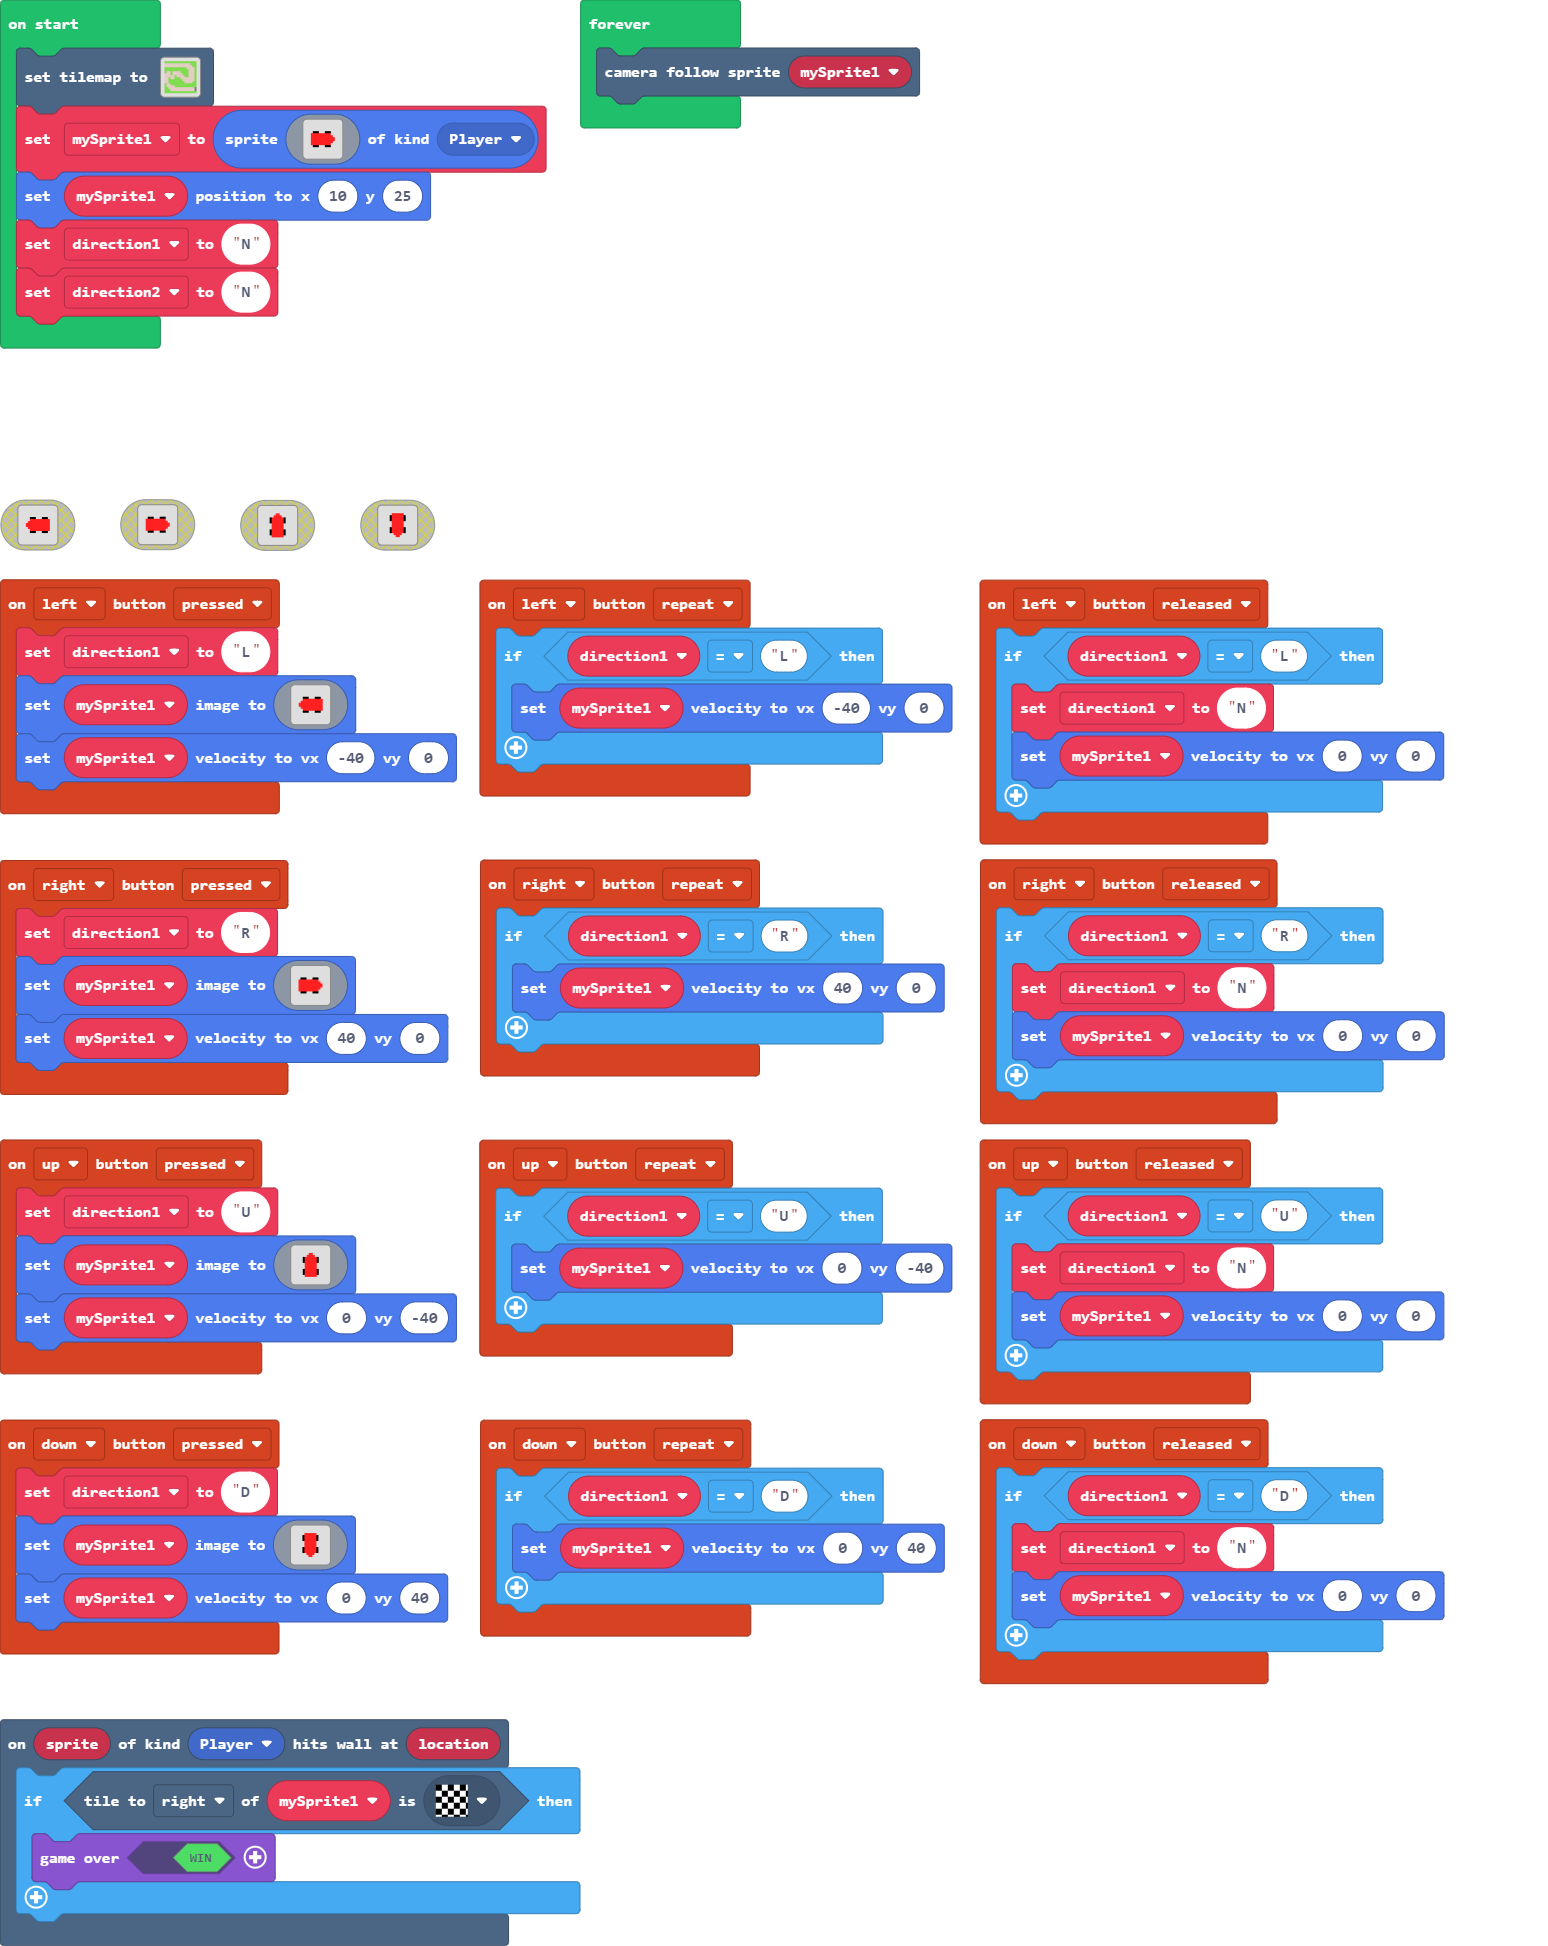 on start
set tilemap to
set mySprite1 to sprite of kind Player
set mySprite1 position to x 10 y 25
set direction1 to "N"
set direction2 to "N"
forever
camera follow sprite mySprite1
on left button pressed
set direction1 to "L"
set mySprite1 image to
set mySprite1 velocity to vx -40 vy 0
on left button repeat
if direction1 = "L" then
set mySprite1 velocity to vx -40 vy 0
on left button released
if direction1 = "L" then
set direction1 to "N"
set mySprite1 velocity to vx 0 vy 0
on right button pressed
set direction1 to "R"
set mySprite1 image to
set mySprite1 velocity to vx 40 vy 0
on right button repeat
if direction1 = "R" then
set mySprite1 velocity to vx 40 vy 0
on right button released
if direction1 = "R" then
set direction1 to "N"
set mySprite1 velocity to vx 0 vy 0
on up button pressed
set direction1 to "U"
set mySprite1 image to
set mySprite1 velocity to vx 0 vy -40
on up button repeat
if direction1 = "U" then
set mySprite1 velocity to vx 0 vy -40
on up button released
if direction1 = "U" then
set direction1 to "N"
set mySprite1 velocity to vx 0 vy 0
on down button pressed
set direction1 to "D"
set mySprite1 image to
set mySprite1 velocity to vx 0 vy 40
on down button repeat
if direction1 = "D" then
set mySprite1 velocity to vx 0 vy 40
on down button released
if direction1 = "D" then
set direction1 to "N"
set mySprite1 velocity to vx 0 vy 0
on sprite of kind Player hits wall at location
if tile to right of mySprite1 is then
game over WIN